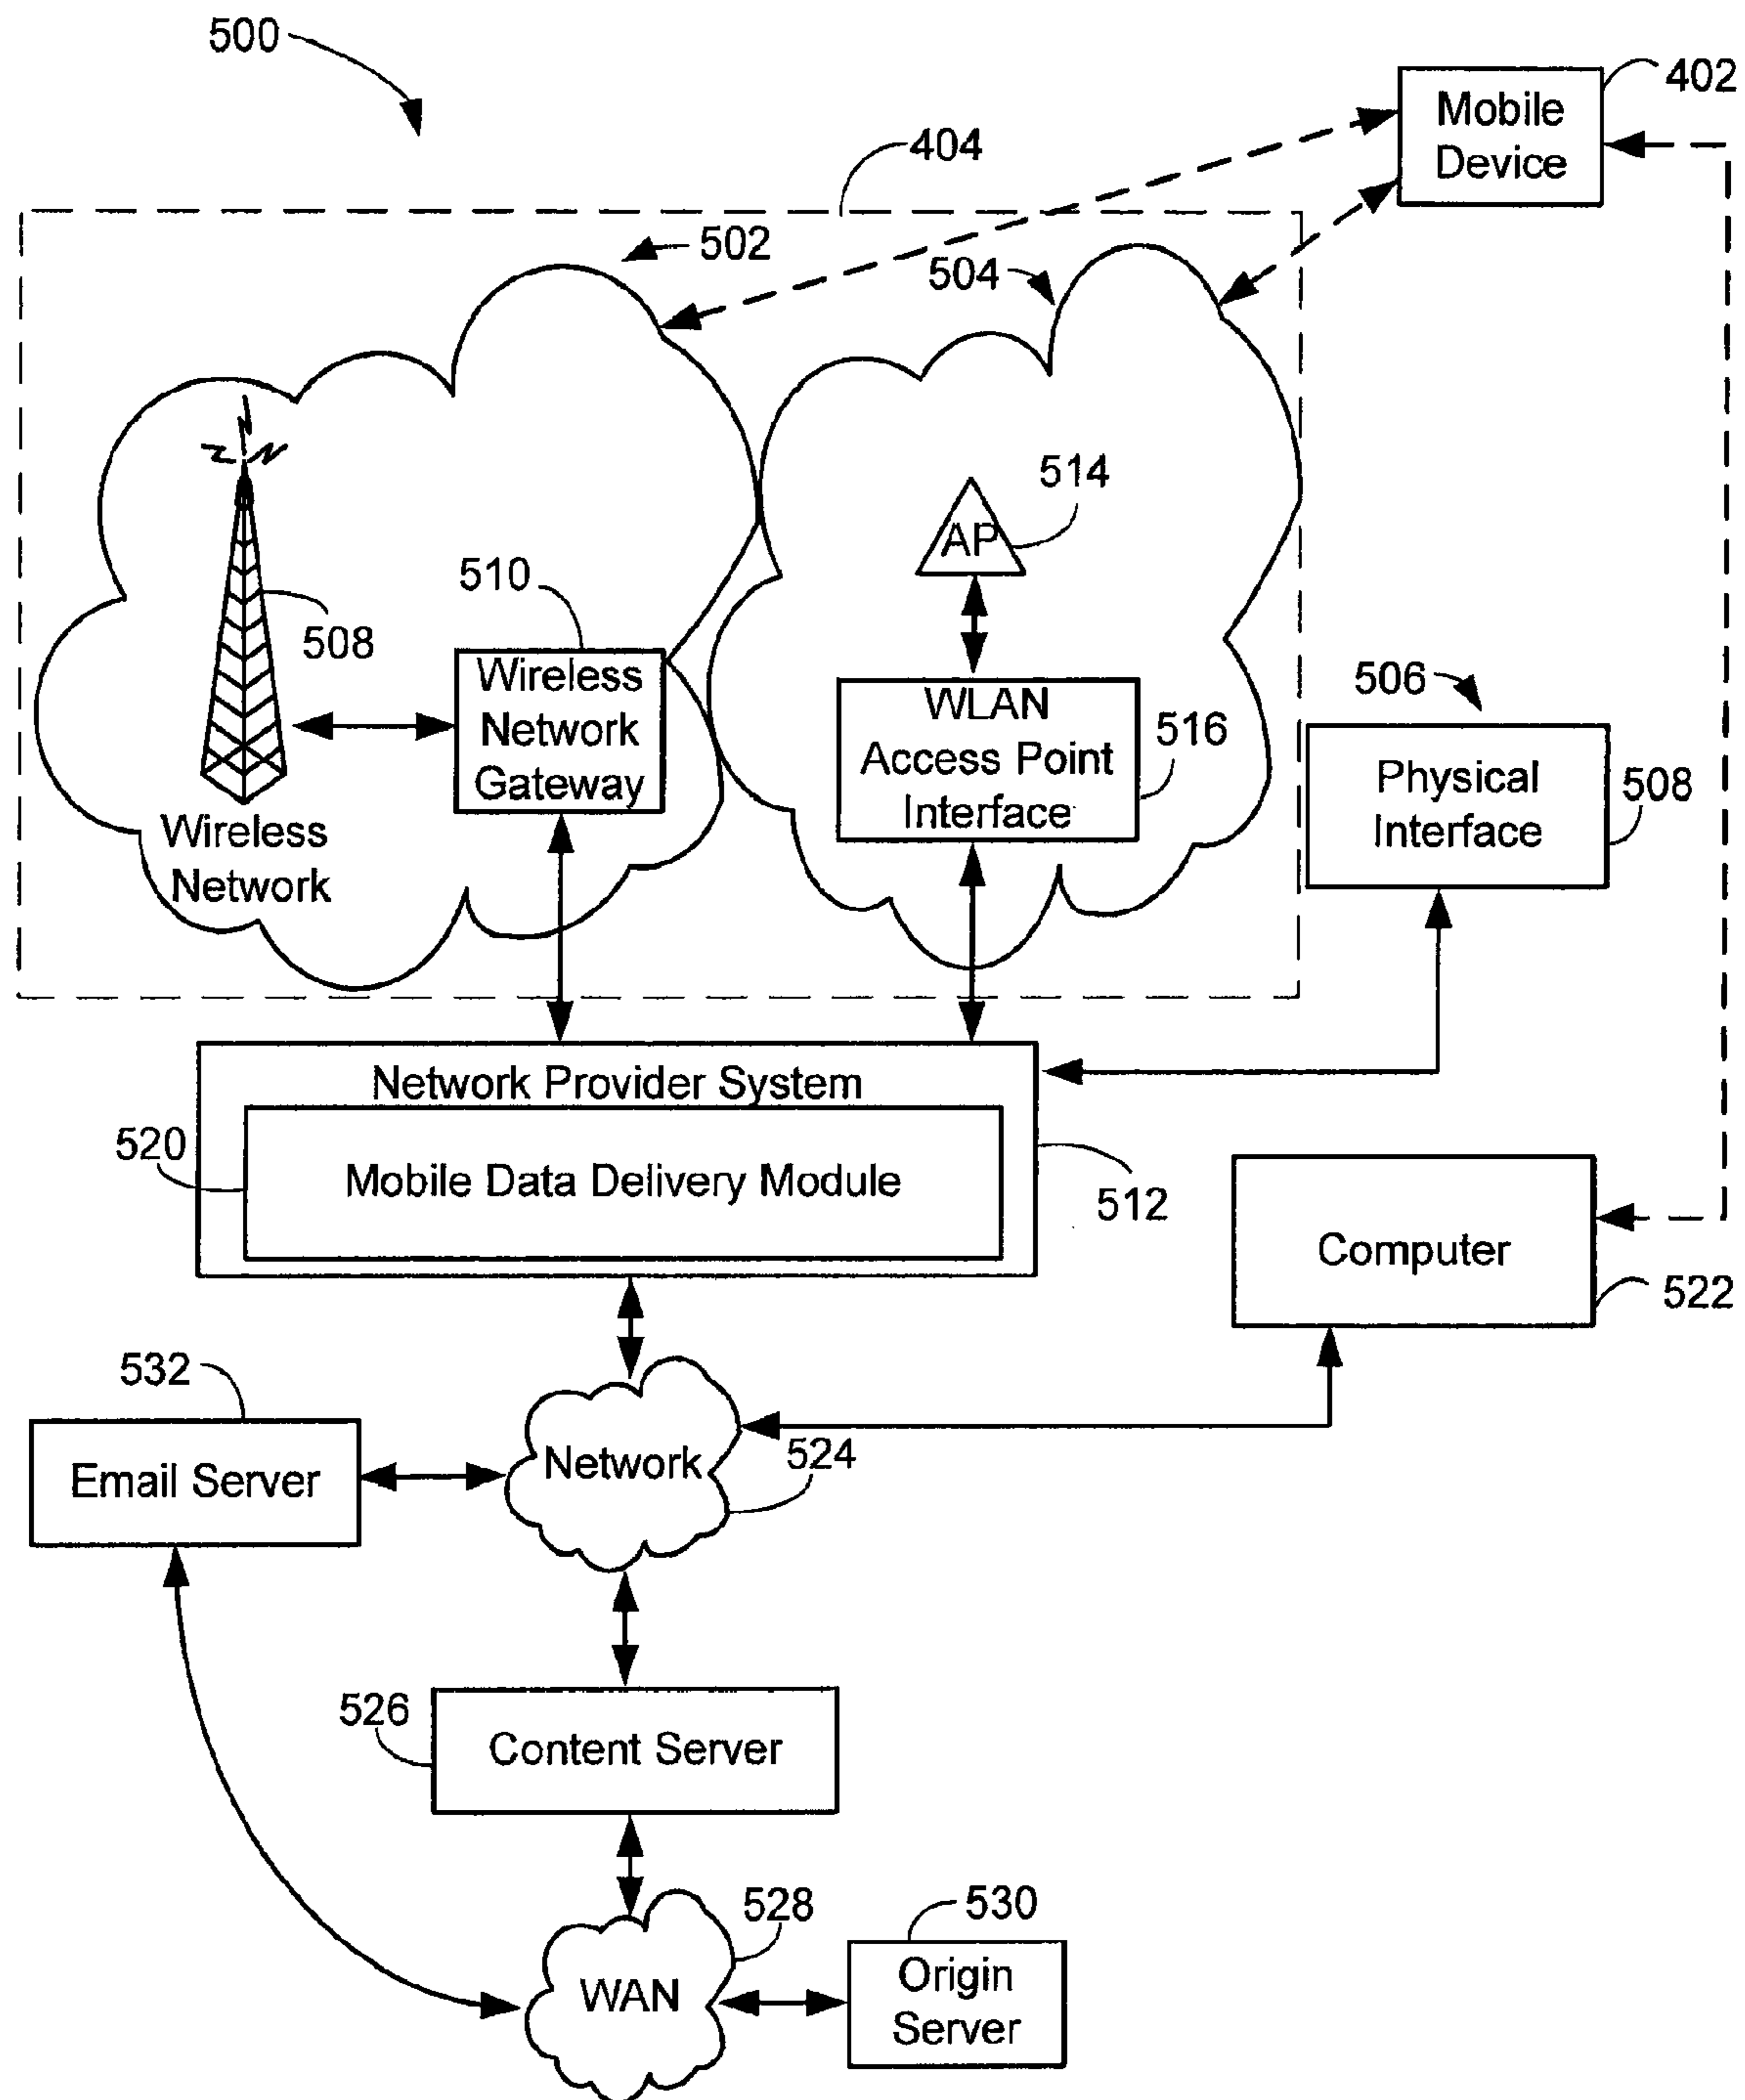 500
402
Mobile
Device
404
502
504
514
AP
510
508
Wireless
Network
Gateway
WLAN
Access Point
Interface
516
506
Physical
Interface
508
Wireless
Network
Network Provider System
520
Mobile Data Delivery Module
512
Computer
522
532
Email Server
Network
524
526
Content Server
528
530
WAN
Origin
Server